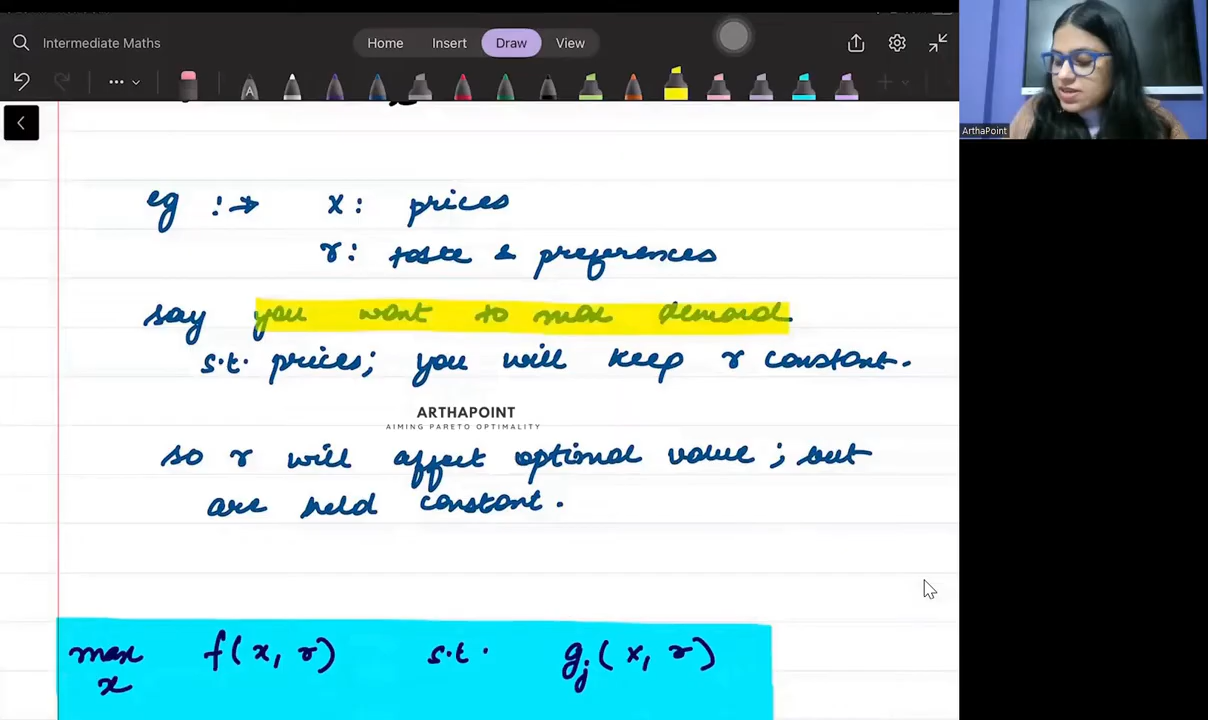 Intermediate Maths
Home Insert Draw View
ArthaPoint
eg :→ x: prices
r: taste & preferences
say you want to max demand.
s.t. prices; you will keep r constant.
ARTHAPOINT
AIMING PARETO OPTIMALITY
so r will affect optimal value; but
are held constant.
max f(x, r) s.t. gj(x, r)
x